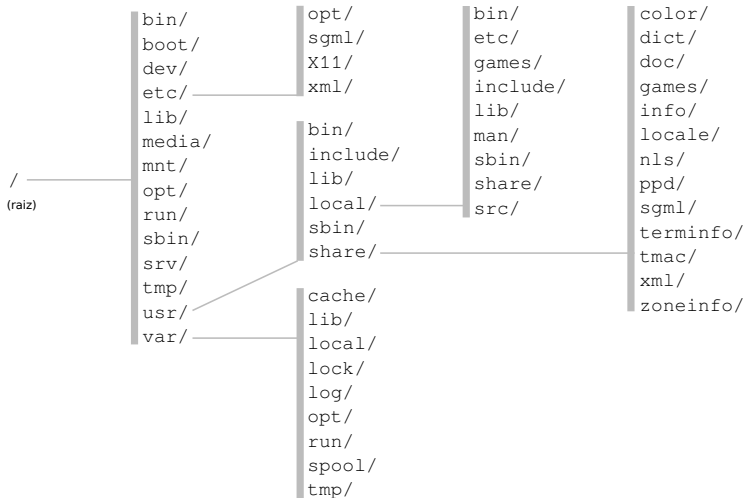 /
(raiz)
bin/
boot/
dev/
etc/
lib/
media/
mnt/
opt/
run/
sbin/
srv/
tmp/
usr/
var/
opt/
sgml/
X11/
xml/
bin/
include/
lib/
local/
sbin/
share/
cache/
lib/
local/
lock/
log/
opt/
run/
spool/
tmp/
bin/
etc/
games/
include/
lib/
man/
sbin/
share/
src/
color/
dict/
doc/
games/
info/
locale/
nls/
ppd/
sgml/
terminfo/
tmac/
xml/
zoneinfo/